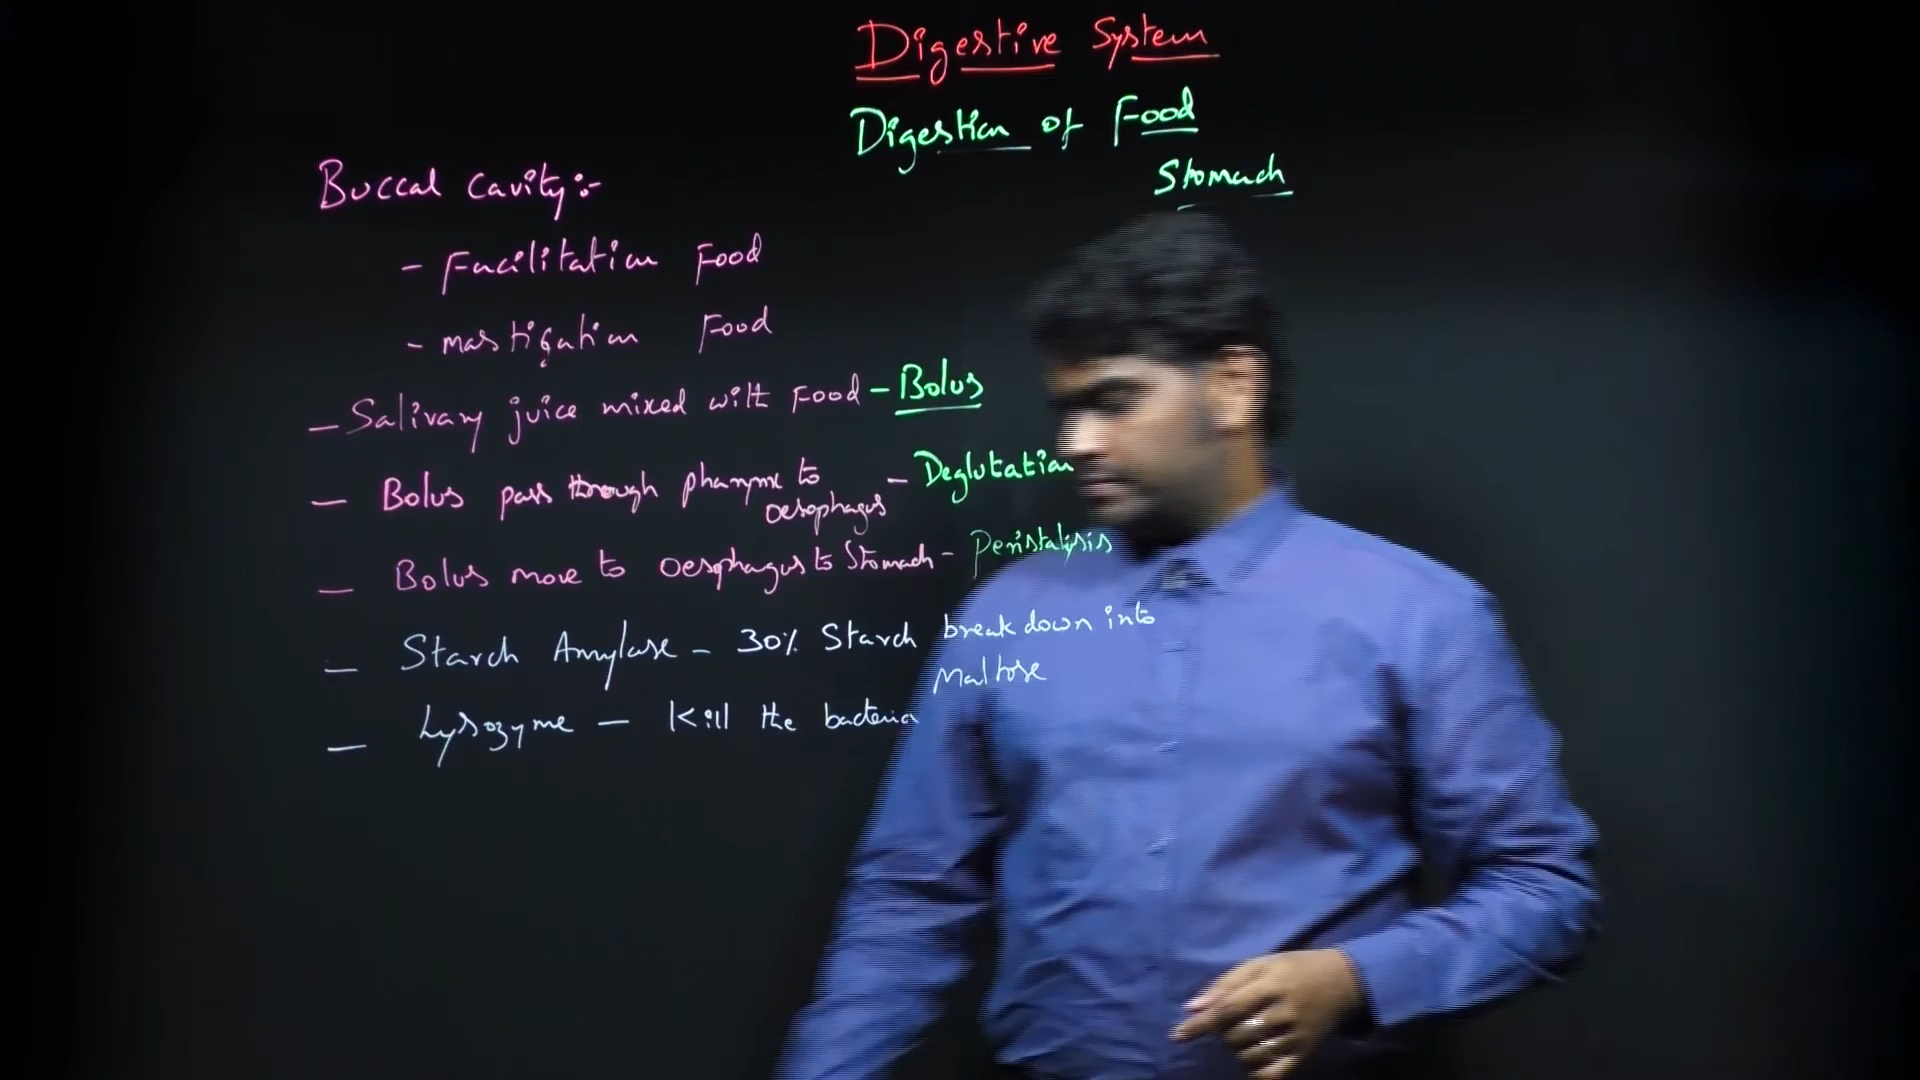 Digestive System
Digestion of Food
Stomach
Buccal Cavity:-
- Facilitation Food
- mastication Food
- Salivary juice mixed with Food - Bolus
- Bolus pass through pharynx to oesophagus - Deglutation
- Bolus move to oesophagus to Stomach - Peristalysis
- Starch Amylase - 30% Starch break down into Maltose
- Lysozyme - Kill the bacteria